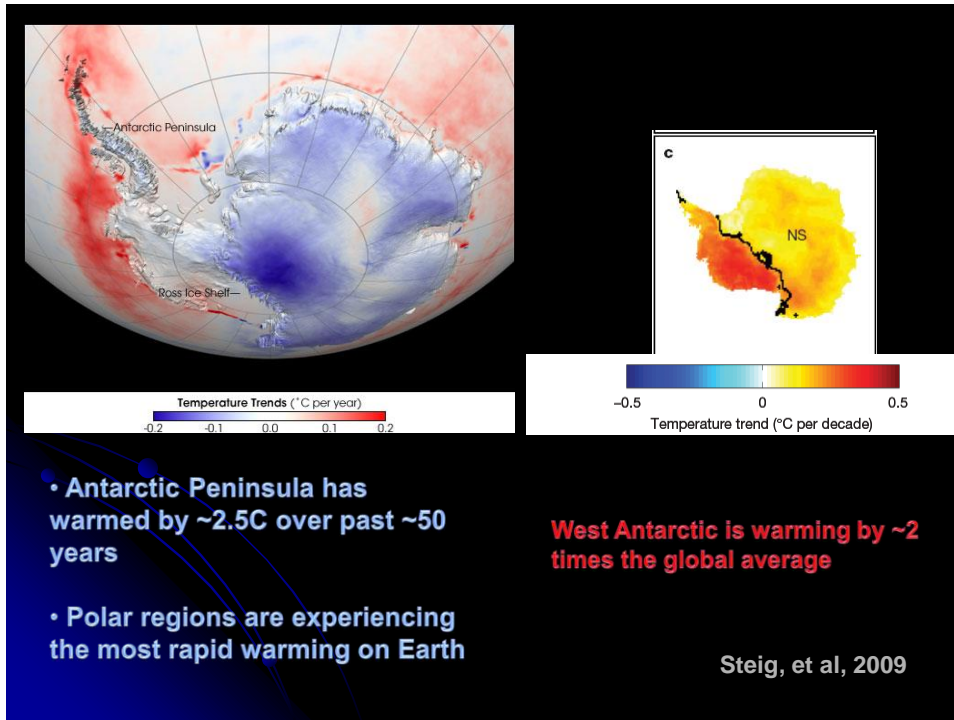 Antarctic Peninsula
Ross Ice Shelf
Temperature Trends (°C per year)
-0.2 -0.1 0.0 0.1 0.2
c
NS
–0.5 0 0.5
Temperature trend (°C per decade)
• Antarctic Peninsula has
warmed by ~2.5C over past ~50
years
• Polar regions are experiencing
the most rapid warming on Earth
West Antarctic is warming by ~2
times the global average
Steig, et al, 2009